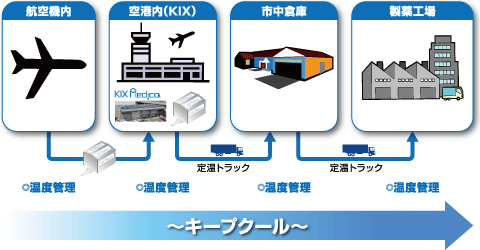 航空機内
空港内(KIX)
市中倉庫
製薬工場
KIX Medica
定温トラック
定温トラック
◎温度管理
◎温度管理
◎温度管理
◎温度管理
～キープクール～